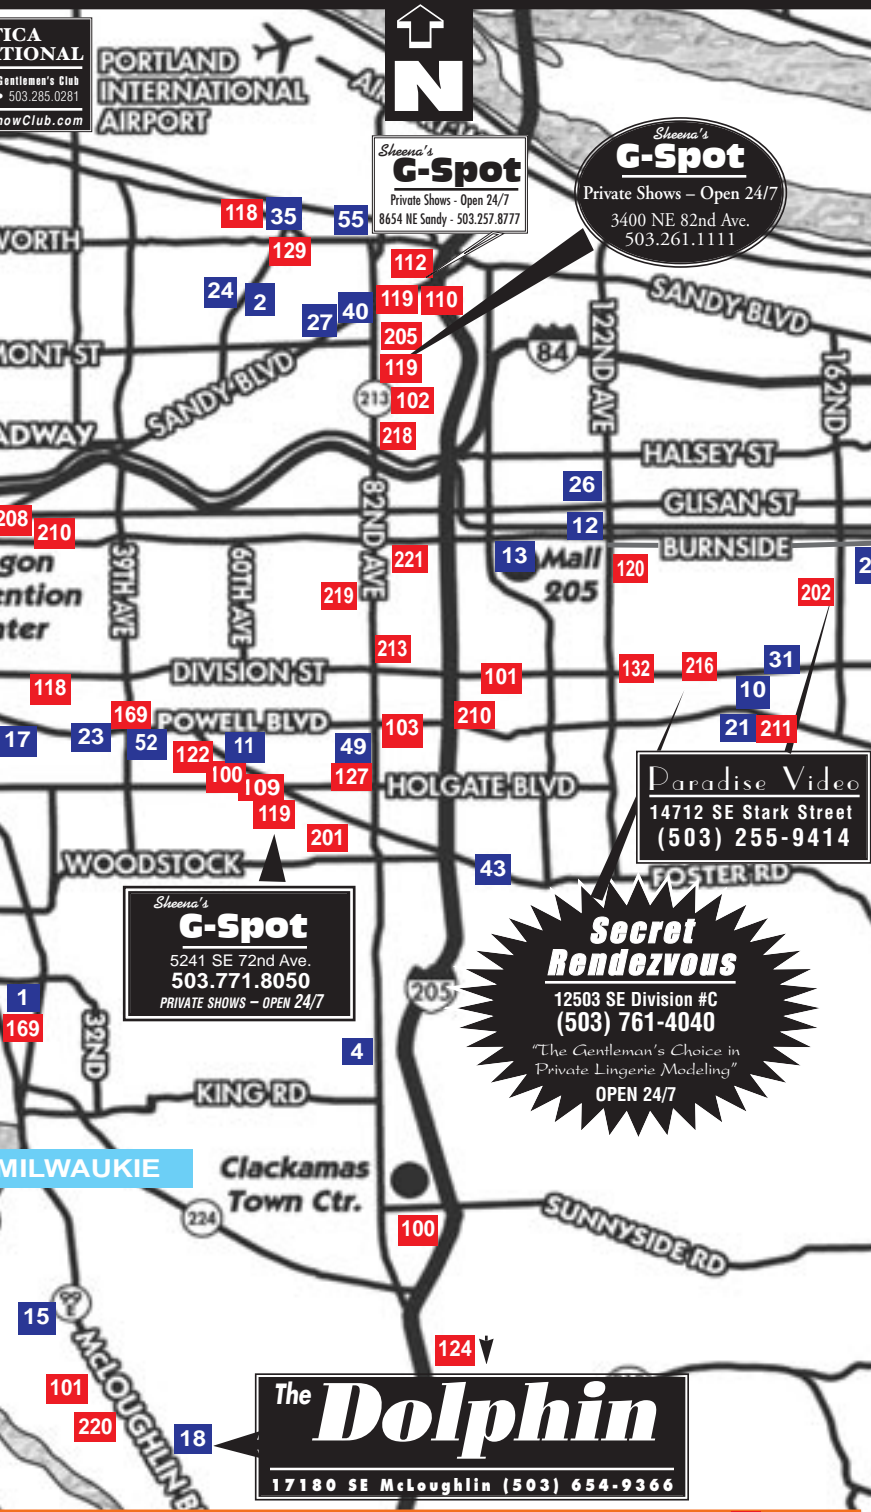 TICA
ATIONAL
Gentlemen's Club
• 503.285.0281
howClub.com
PORTLAND
INTERNATIONAL
AIRPORT
N
Sheena's
G-Spot
Private Shows - Open 24/7
8654 NE Sandy - 503.257.8777
Sheena's
G-Spot
Private Shows – Open 24/7
3400 NE 82nd Ave.
503.261.1111
118
35
55
WORTH
129
112
24
2
27
40
119
110
SANDY BLVD
205
MONT ST
119
84
122ND AVE
162ND
SANDY BLVD
213
102
ADWAY
218
HALSEY ST
82ND AVE
26
GLISAN ST
208
210
12
BURNSIDE
39TH AVE
60TH AVE
221
13
Mall
205
120
2
gon
ention
nter
219
202
213
DIVISION ST
101
132
216
31
118
10
169
POWELL BLVD
103
210
21
211
17
23
52
122
11
49
100
109
127
HOLGATE BLVD
119
201
Paradise Video
14712 SE Stark Street
(503) 255-9414
WOODSTOCK
43
FOSTER RD
Sheena's
G-Spot
5241 SE 72nd Ave.
503.771.8050
PRIVATE SHOWS – OPEN 24/7
Secret
Rendezvous
12503 SE Division #C
(503) 761-4040
"The Gentleman's Choice in
Private Lingerie Modeling"
OPEN 24/7
205
1
169
32ND
4
KING RD
MILWAUKIE
Clackamas
Town Ctr.
224
100
SUNNYSIDE RD
15
99
E
McLOUGHLIN B
124
101
220
18
The
Dolphin
17180 SE McLoughlin (503) 654-9366